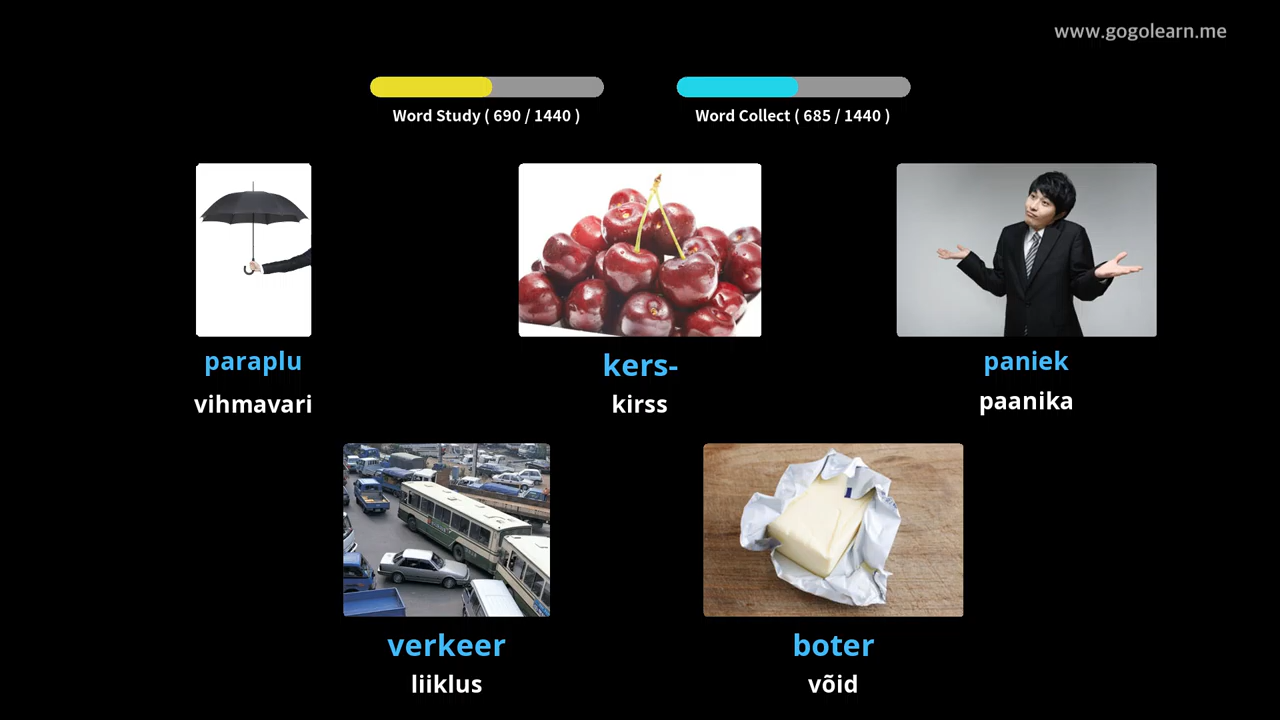 www.gogolearn.me
Word Study ( 690 / 1440 )
Word Collect ( 685 / 1440 )
paraplu
vihmavari
kers-
kirss
paniek
paanika
verkeer
liiklus
boter
võid